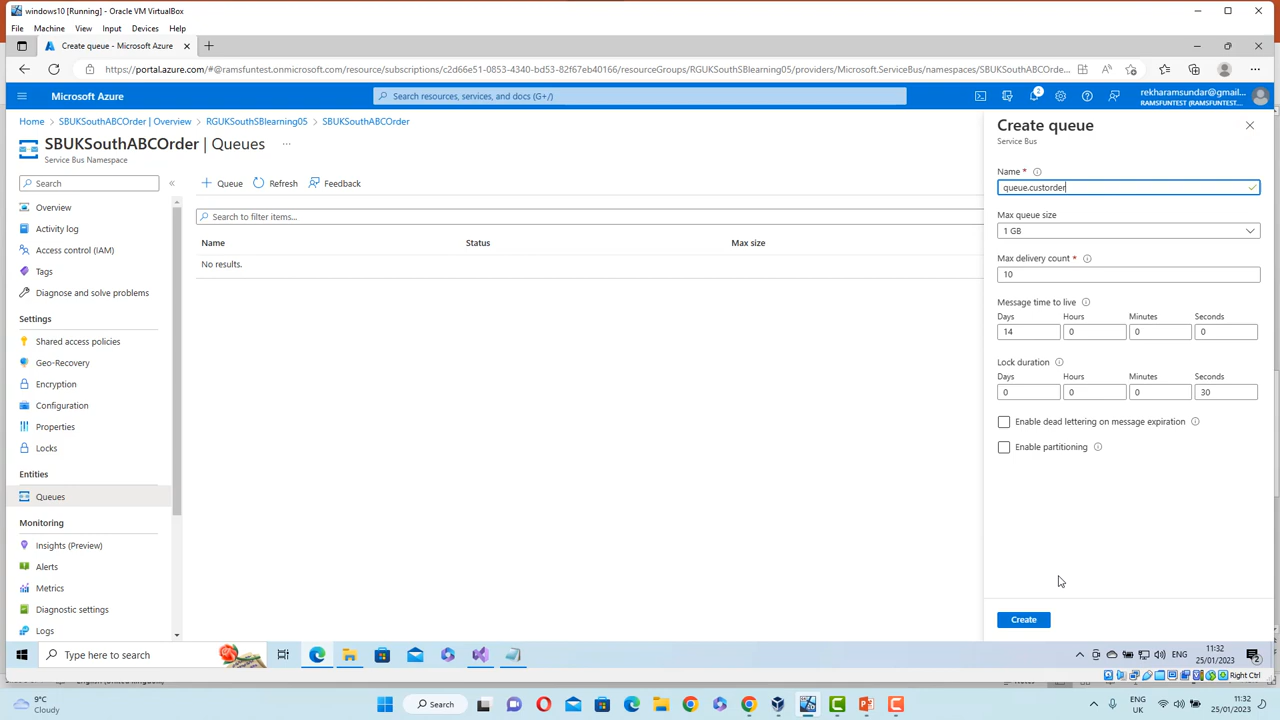 windows10 [Running] - Oracle VM VirtualBox
File Machine View Input Devices Help
Create queue - Microsoft Azure
https://portal.azure.com/#@ramsfuntest.onmicrosoft.com/resource/subscriptions/c2d66e51-0853-4340-bd53-82f67eb40166/resourceGroups/RGUKSouthSBlearning05/providers/Microsoft.ServiceBus/namespaces/SBUKSouthABCOrde...
Microsoft Azure
Search resources, services, and docs (G+/)
2
rekharamsundar@gmail...
RAMSFUNTEST
Home > SBUKSouthABCOrder | Overview > RGUKSouthSBlearning05 > SBUKSouthABCOrder
SBUKSouthABCOrder | Queues ...
Service Bus Namespace
Search
«
Overview
Activity log
Access control (IAM)
Tags
Diagnose and solve problems
Settings
Shared access policies
Geo-Recovery
Encryption
Configuration
Properties
Locks
Entities
Queues
Monitoring
Insights (Preview)
Alerts
Metrics
Diagnostic settings
Logs
+ Queue Refresh Feedback
Search to filter items...
Name Status Max size
No results.
Create queue
Service Bus
Name *
queue.custorder
Max queue size
1 GB
Max delivery count *
10
Message time to live
Days Hours Minutes Seconds
14 0 0 0
Lock duration
Days Hours Minutes Seconds
0 0 0 30
Enable dead lettering on message expiration
Enable partitioning
Create
Type here to search
ENG
11:32
25/01/2023
2
Right Ctrl
9°C
Cloudy
Search
ENG
UK
11:32
25/01/2023